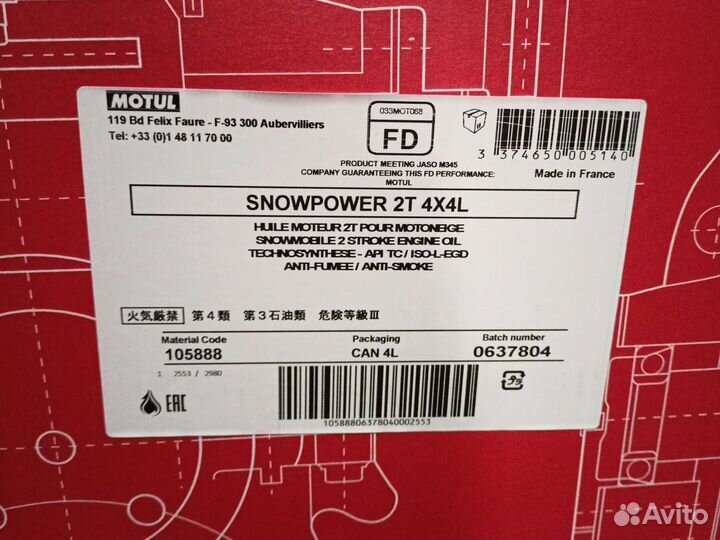 MOTUL
119 Bd Felix Faure - F-93 300 Aubervilliers
Tel: +33 (0)1 48 11 70 00
033MOT068
FD
PRODUCT MEETING JASO M345
COMPANY GUARANTEEING THIS FD PERFORMANCE:
MOTUL
3 374650 005140
Made in France
SNOWPOWER 2T 4X4L
HUILE MOTEUR 2T POUR MOTONEIGE
SNOWMOBILE 2 STROKE ENGINE OIL
TECHNOSYNTHESE - API TC / ISO-L-EGD
ANTI-FUMEE / ANTI-SMOKE
火気厳禁 第4類 第3石油類 危険等級Ⅲ
Material Code Packaging Batch number
105888 CAN 4L 0637804
1 2553 / 2980
EAC
10588806378040002553
Avito